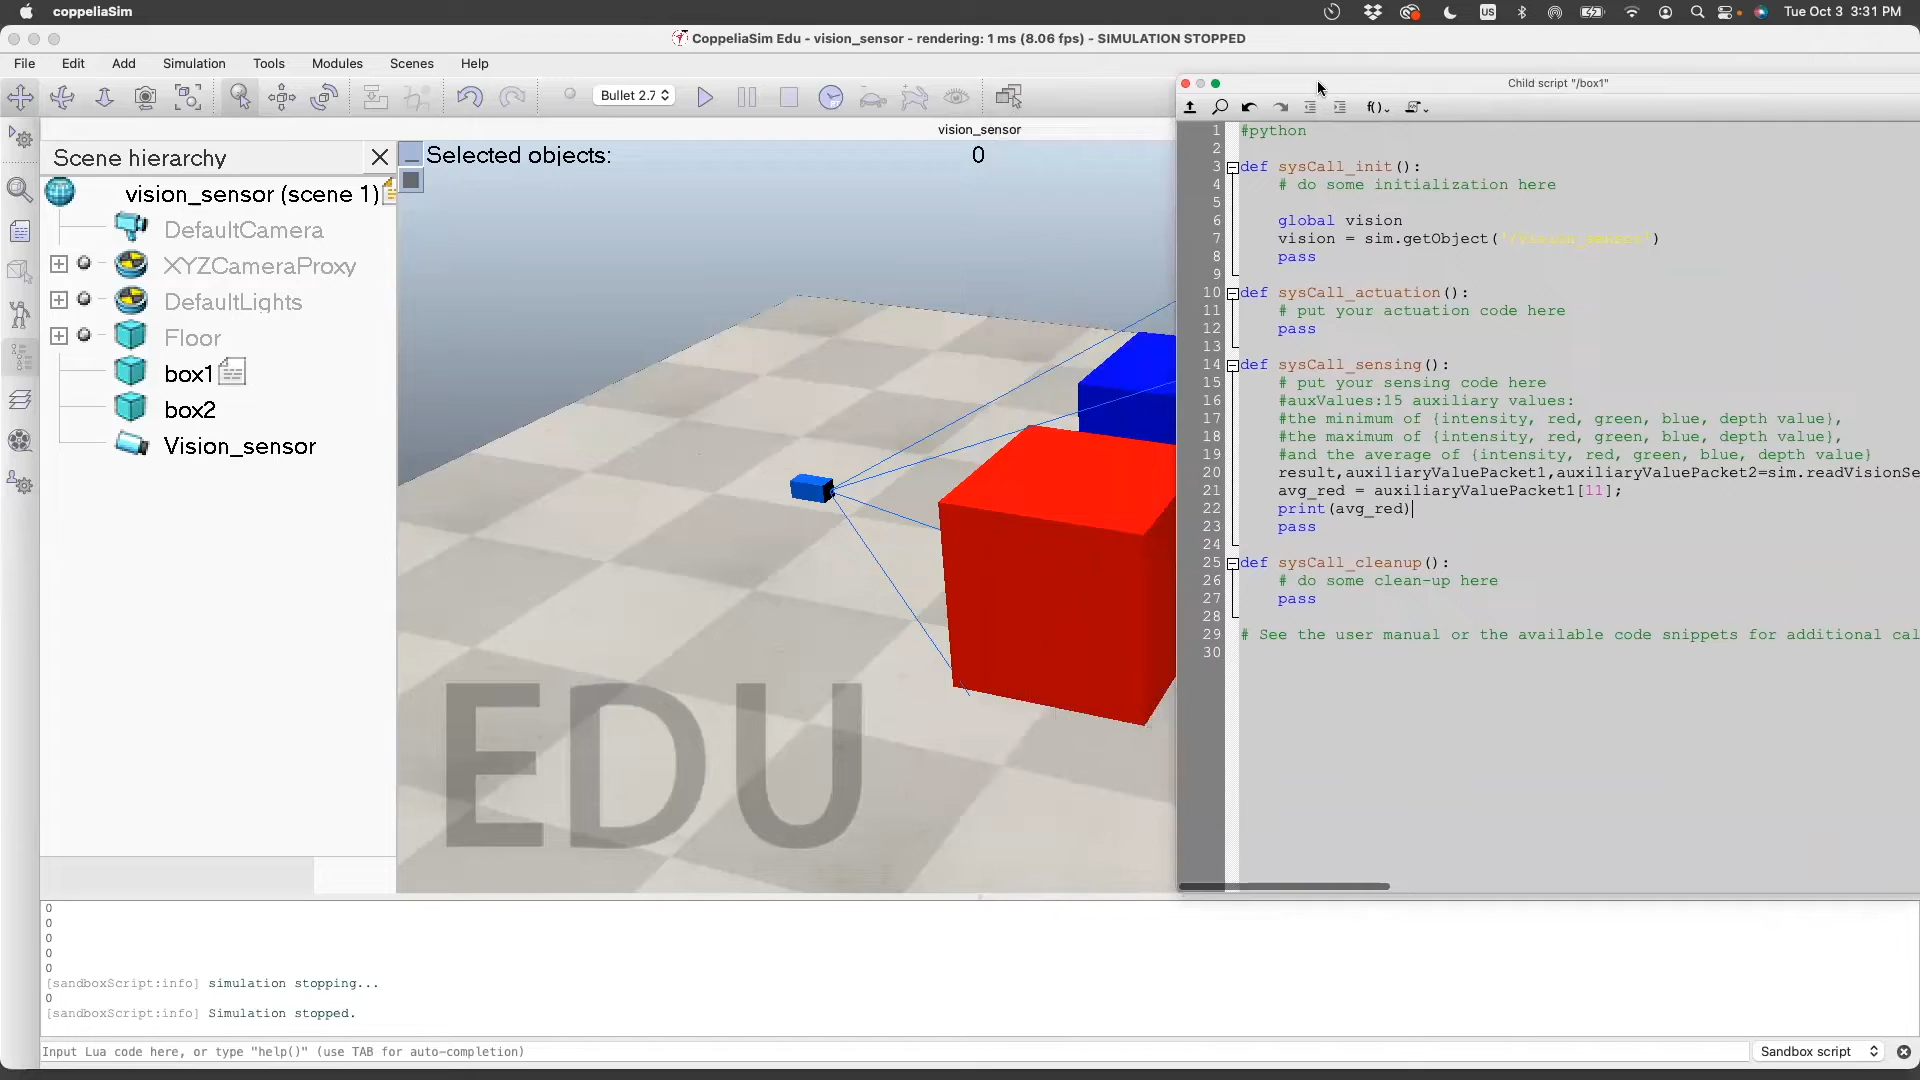 coppeliaSim
US
Tue Oct 3 3:31 PM
CoppeliaSim Edu - vision_sensor - rendering: 1 ms (8.06 fps) - SIMULATION STOPPED
File Edit Add Simulation Tools Modules Scenes Help
Bullet 2.7
RT
vision_sensor
Scene hierarchy
vision_sensor (scene 1)
DefaultCamera
XYZCameraProxy
DefaultLights
Floor
box1
box2
Vision_sensor
Selected objects: 0
EDU
Child script "/box1"
f()
1 #python
2
3 def sysCall_init():
4 # do some initialization here
5
6 global vision
7 vision = sim.getObject('/Vision_sensor')
8 pass
9
10 def sysCall_actuation():
11 # put your actuation code here
12 pass
13
14 def sysCall_sensing():
15 # put your sensing code here
16 #auxValues:15 auxiliary values:
17 #the minimum of {intensity, red, green, blue, depth value},
18 #the maximum of {intensity, red, green, blue, depth value},
19 #and the average of {intensity, red, green, blue, depth value}
20 result,auxiliaryValuePacket1,auxiliaryValuePacket2=sim.readVisionSe
21 avg_red = auxiliaryValuePacket1[11];
22 print(avg_red)
23 pass
24
25 def sysCall_cleanup():
26 # do some clean-up here
27 pass
28
29 # See the user manual or the available code snippets for additional cal
30
0
0
0
0
0
[sandboxScript:info] simulation stopping...
0
[sandboxScript:info] Simulation stopped.
Input Lua code here, or type "help()" (use TAB for auto-completion)
Sandbox script